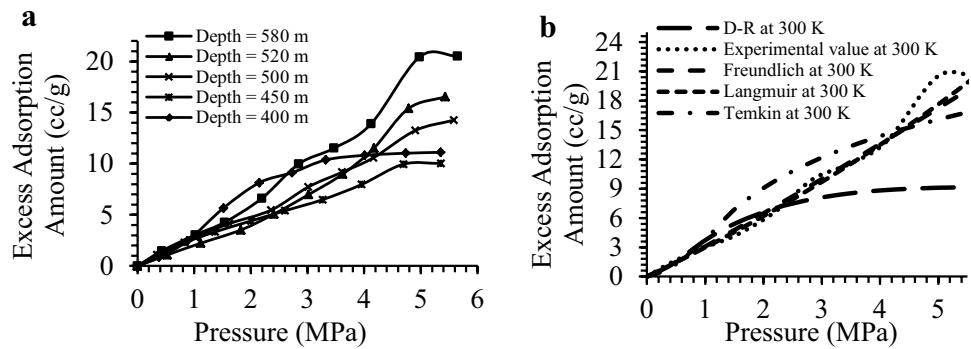 a
Depth = 580 m
Depth = 520 m
Depth = 500 m
Depth = 450 m
Depth = 400 m
Excess Adsorption
Amount (cc/g)
20
15
10
5
0
0 1 2 3 4 5 6
Pressure (MPa)
b
D-R at 300 K
Experimental value at 300 K
Freundlich at 300 K
Langmuir at 300 K
Temkin at 300 K
Excess Adsorption
Amount (cc/g)
24
21
18
15
12
9
6
3
0
0 1 2 3 4 5
Pressure (MPa)